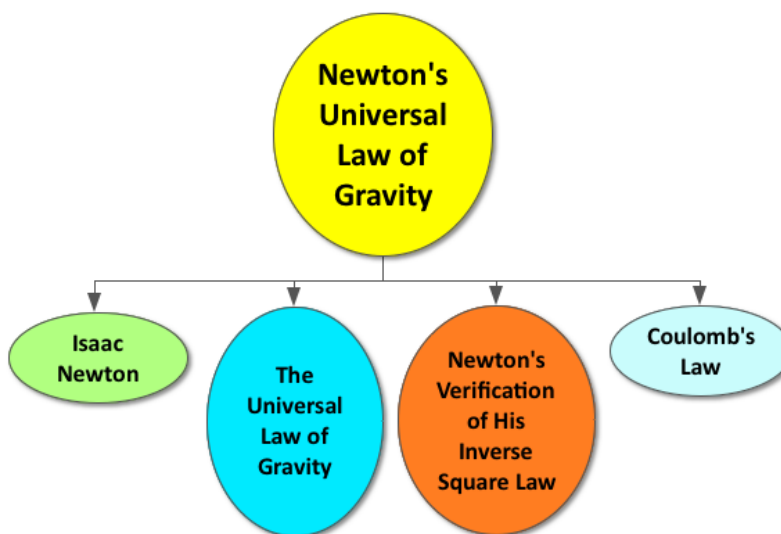 Newton's
Universal
Law of
Gravity
Isaac
Newton
The
Universal
Law of
Gravity
Newton's
Verification
of His
Inverse
Square Law
Coulomb's
Law